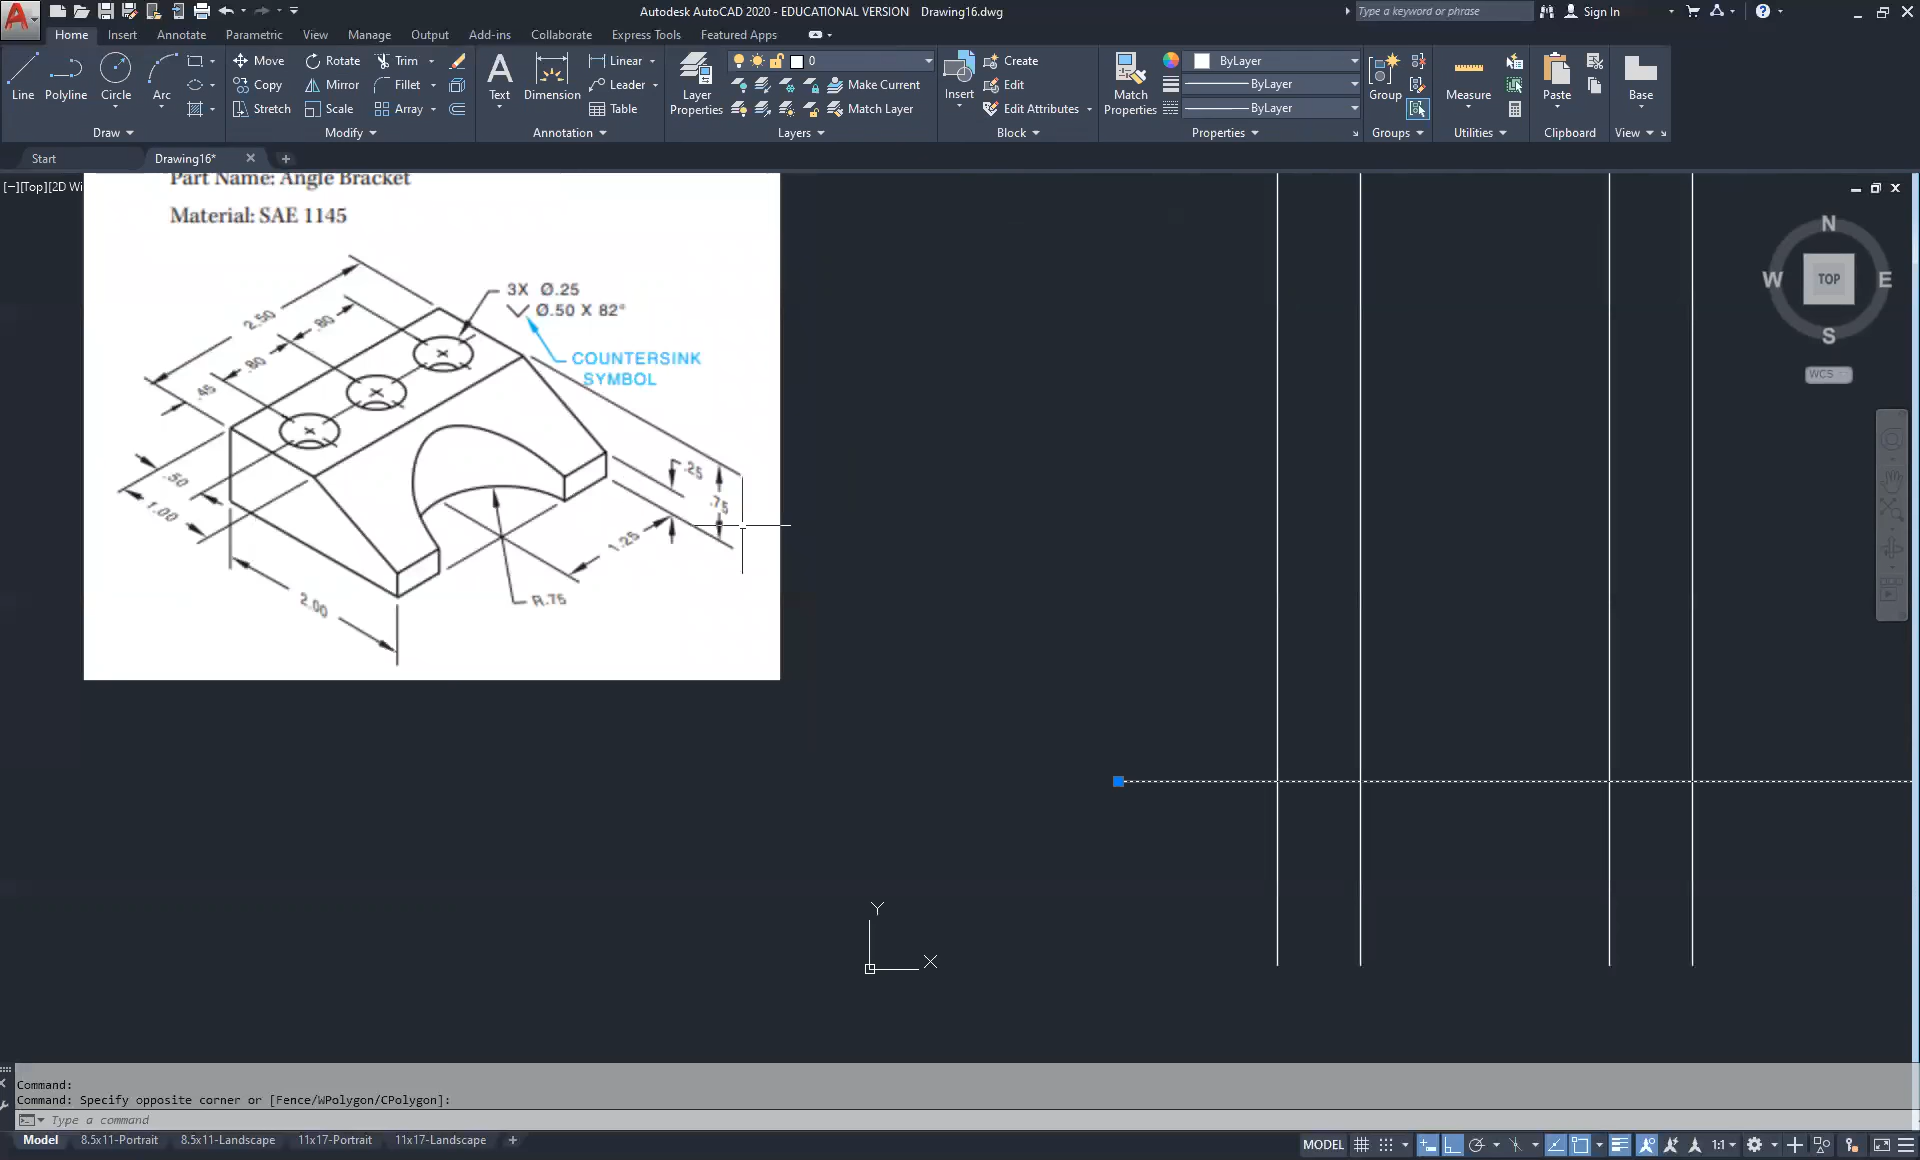 Autodesk AutoCAD 2020 - EDUCATIONAL VERSION Drawing16.dwg
Type a keyword or phrase
Sign In
Home Insert Annotate Parametric View Manage Output Add-ins Collaborate Express Tools Featured Apps
Line Polyline Circle Arc
Move Rotate Trim
Copy Mirror Fillet
Stretch Scale Array
Text Dimension
Linear
Leader
Table
Layer
Properties
0
Make Current
Match Layer
Insert
Create
Edit
Edit Attributes
Match
Properties
ByLayer
ByLayer
ByLayer
Group
Measure
Paste
Base
Draw Modify Annotation Layers Block Properties Groups Utilities Clipboard View
Start Drawing16*
[−][Top][2D Wi
Part Name: Angle Bracket
Material: SAE 1145
3X Ø.25
Ø.50 X 82°
COUNTERSINK
SYMBOL
2.50
.80
.80
.45
.50
1.00
2.00
R.75
1.25
.25
.75
N
W TOP E
S
WCS
Y
X
Command:
Command: Specify opposite corner or [Fence/WPolygon/CPolygon]:
Type a command
Model 8.5x11-Portrait 8.5x11-Landscape 11x17-Portrait 11x17-Landscape
MODEL 1:1